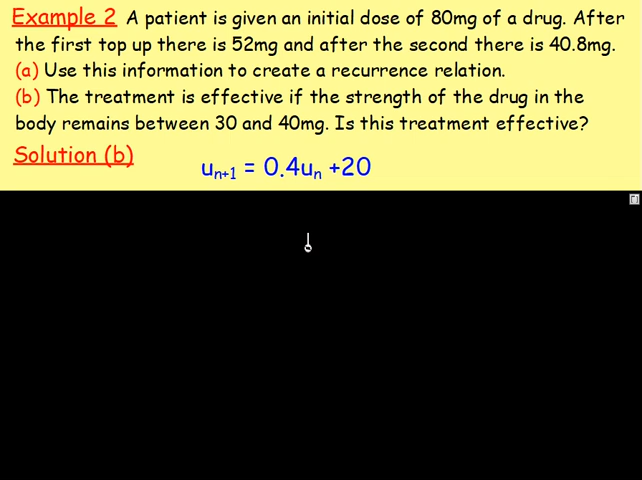 Example 2 A patient is given an initial dose of 80mg of a drug. After
the first top up there is 52mg and after the second there is 40.8mg.
(a) Use this information to create a recurrence relation.
(b) The treatment is effective if the strength of the drug in the
body remains between 30 and 40mg. Is this treatment effective?
Solution (b)
uₙ₊₁ = 0.4uₙ +20